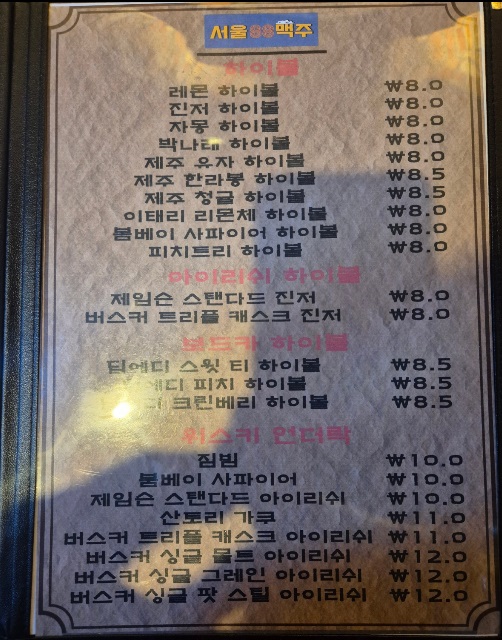 서울88맥주
하이볼
레몬 하이볼 ₩8.0
진저 하이볼 ₩8.0
자몽 하이볼 ₩8.0
박나래 하이볼 ₩8.0
제주 유자 하이볼 ₩8.0
제주 한라봉 하이볼 ₩8.5
제주 청귤 하이볼 ₩8.5
이태리 리몬체 하이볼 ₩8.0
봄베이 사파이어 하이볼 ₩8.0
피치트리 하이볼 ₩8.0
아이리쉬 하이볼
제임슨 스탠다드 진저 ₩8.0
버스커 트리플 캐스크 진저 ₩8.0
보드카 하이볼
딥에디 스윗 티 하이볼 ₩8.5
에디 피치 하이볼 ₩8.5
크린베리 하이볼 ₩8.5
위스키 언더락
짐빔 ₩10.0
봄베이 사파이어 ₩10.0
제임슨 스탠다드 아이리쉬 ₩10.0
산토리 가쿠 ₩11.0
버스커 트리플 캐스크 아이리쉬 ₩11.0
버스커 싱글 몰트 아이리쉬 ₩12.0
버스커 싱글 그레인 아이리쉬 ₩12.0
버스커 싱글 팟 스틸 아이리쉬 ₩12.0